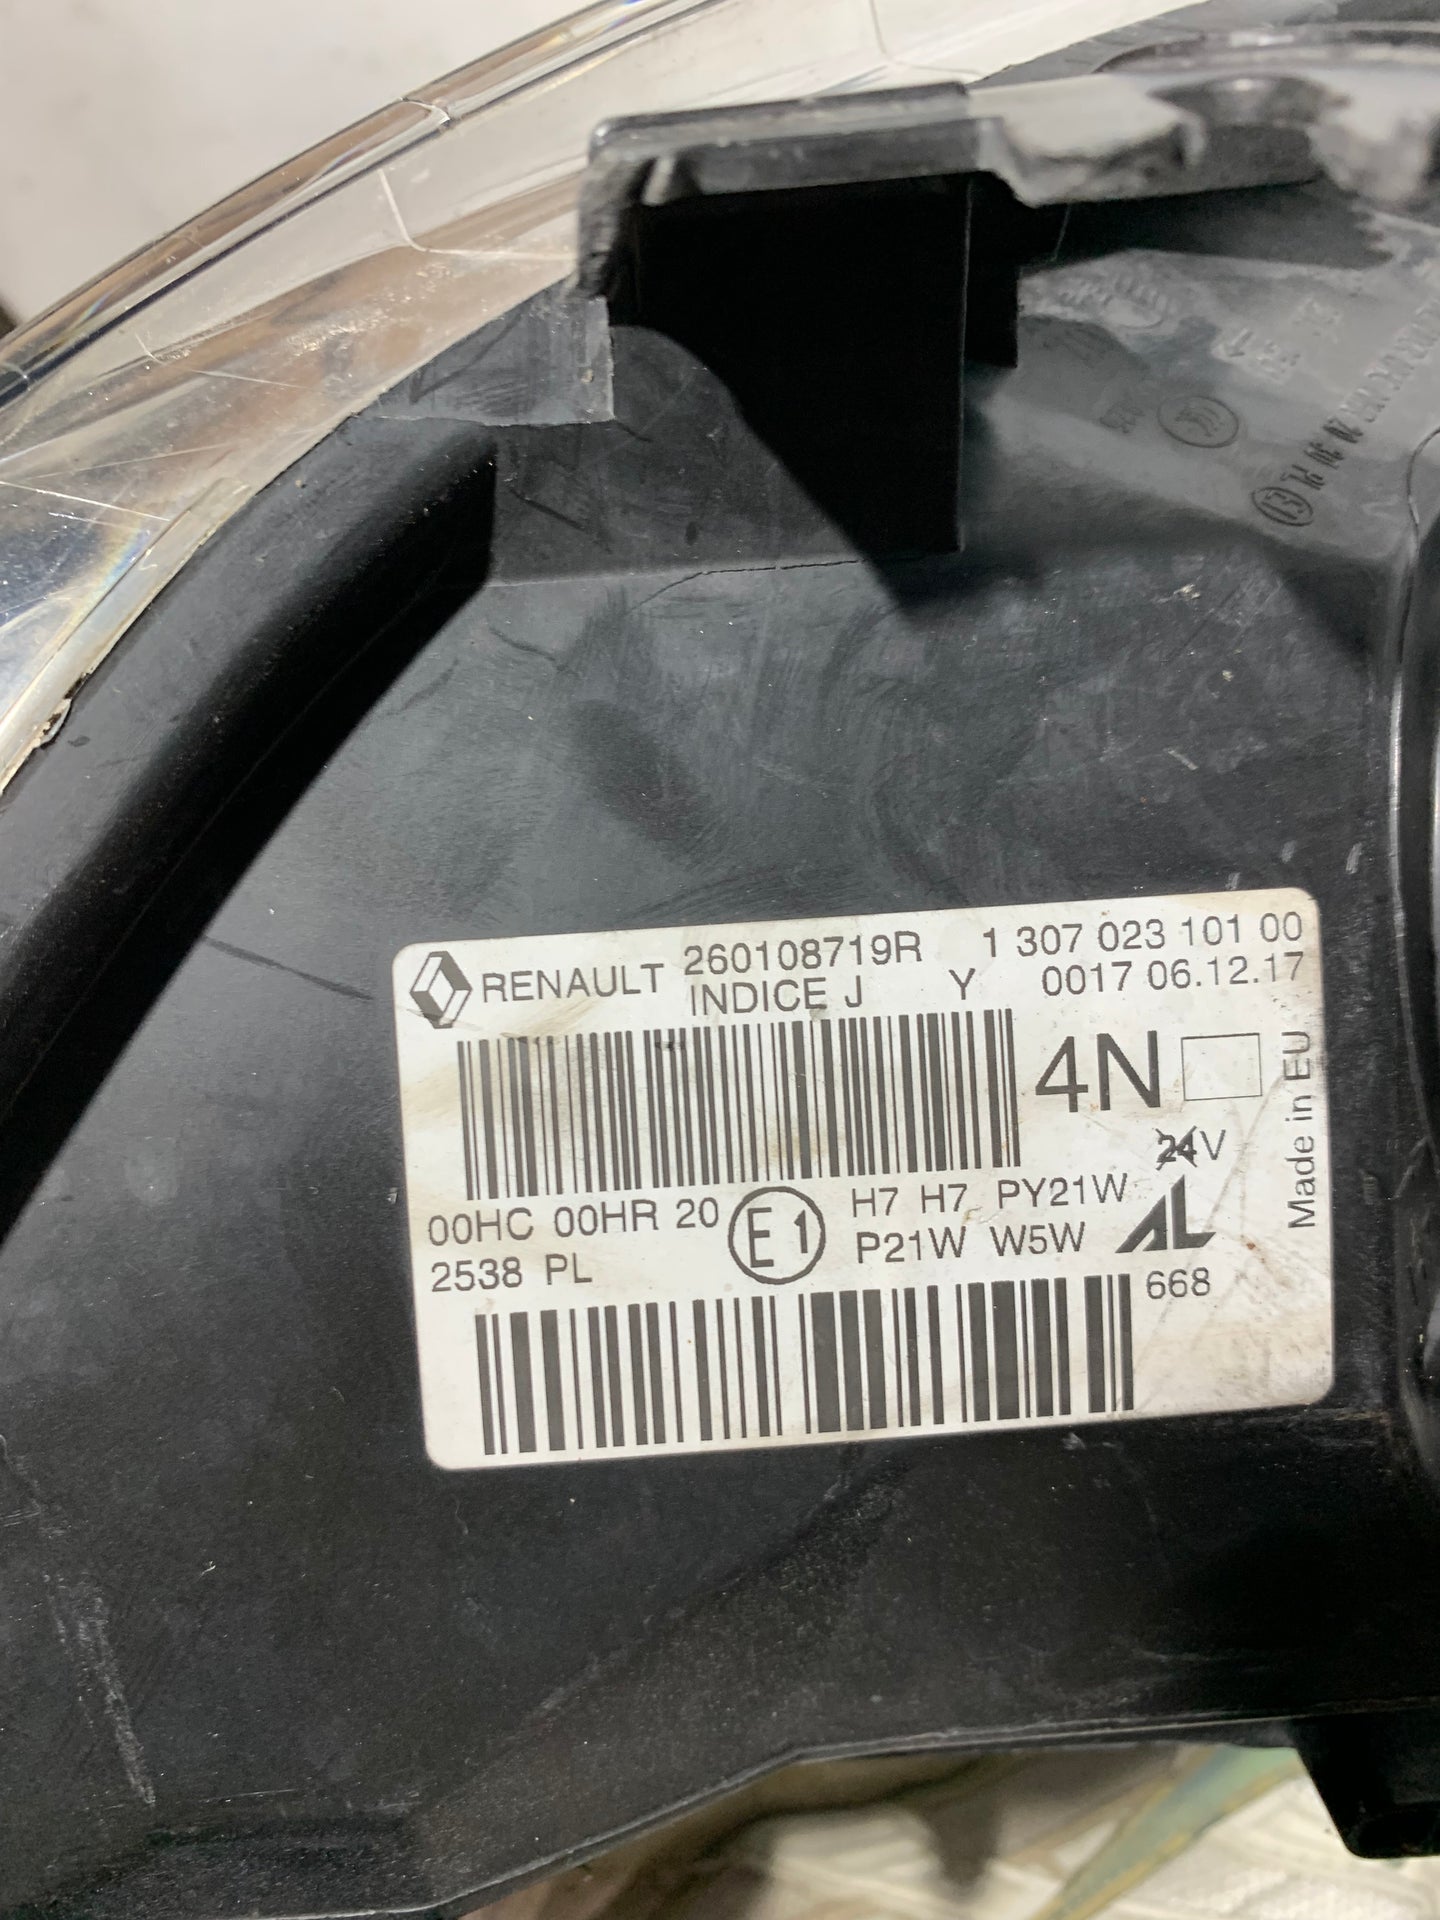 RENAULT 260108719R 1 307 023 101 00
INDICE J Y 0017 06.12.17
4N
24V
Made in EU
00HC 00HR 20 E1 H7 H7 PY21W
2538 PL P21W W5W AL
668